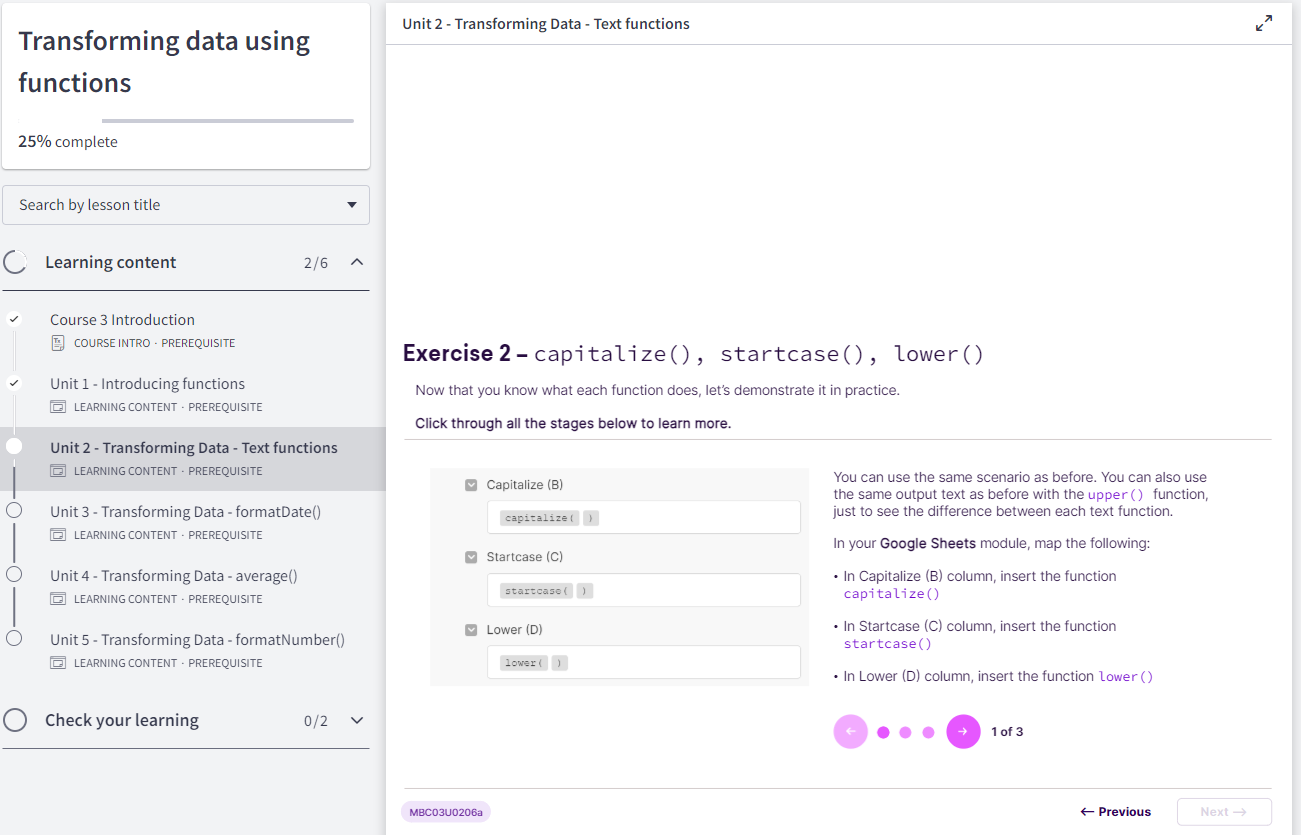 Transforming data using
functions
25% complete
Search by lesson title
Learning content 2/6
Course 3 Introduction
COURSE INTRO · PREREQUISITE
Unit 1 - Introducing functions
LEARNING CONTENT · PREREQUISITE
Unit 2 - Transforming Data - Text functions
LEARNING CONTENT · PREREQUISITE
Unit 3 - Transforming Data - formatDate()
LEARNING CONTENT · PREREQUISITE
Unit 4 - Transforming Data - average()
LEARNING CONTENT · PREREQUISITE
Unit 5 - Transforming Data - formatNumber()
LEARNING CONTENT · PREREQUISITE
Check your learning 0/2
Unit 2 - Transforming Data - Text functions
Exercise 2 – capitalize(), startcase(), lower()
Now that you know what each function does, let's demonstrate it in practice.
Click through all the stages below to learn more.
Capitalize (B)
capitalize( )
Startcase (C)
startcase( )
Lower (D)
lower( )
You can use the same scenario as before. You can also use
the same output text as before with the upper() function,
just to see the difference between each text function.
In your Google Sheets module, map the following:
• In Capitalize (B) column, insert the function
capitalize()
• In Startcase (C) column, insert the function
startcase()
• In Lower (D) column, insert the function lower()
← → 1 of 3
MBC03U0206a
← Previous
Next →